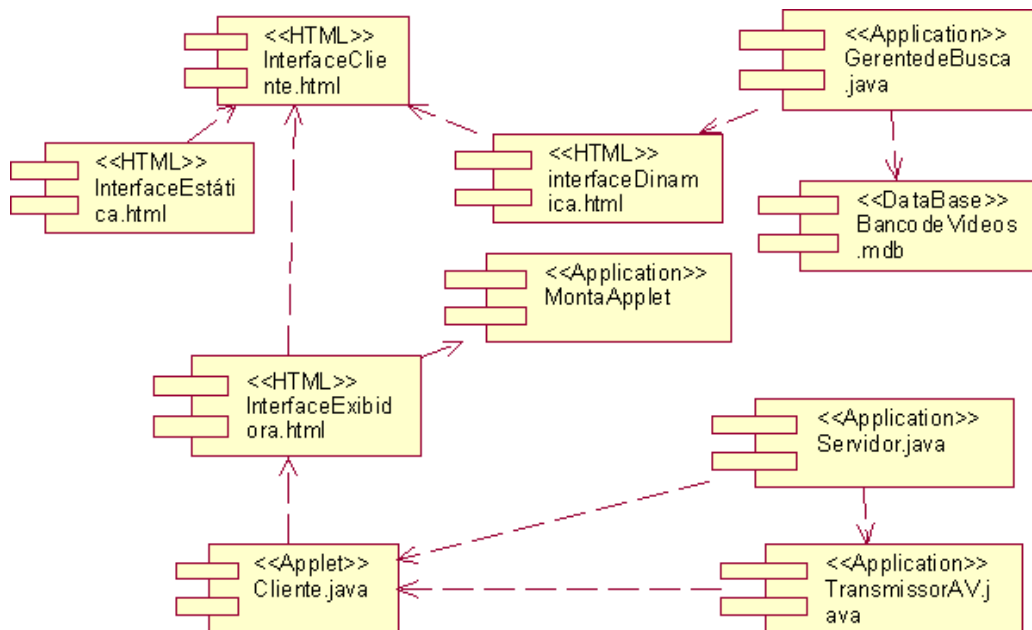 <<HTML>>
InterfaceClie
nte.html
<<Application>>
GerentedeBusca
.java
<<HTML>>
InterfaceEstáti
ca.html
<<HTML>>
interfaceDinam
ica.html
<<DataBase>>
BancodeVideos
.mdb
<<Application>>
MontaApplet
<<HTML>>
InterfaceExibid
ora.html
<<Application>>
Servidor.java
<<Applet>>
Cliente.java
<<Application>>
TransmissorAV.j
ava